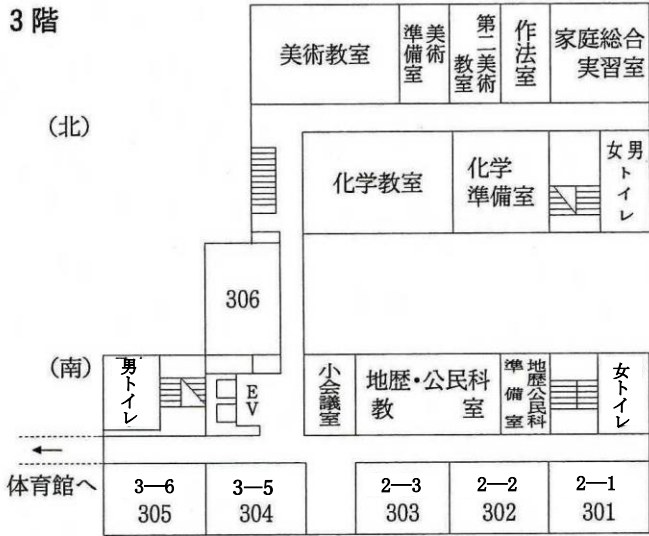 3階
美術教室
美術
準備室
第二美術
教室
作法室
家庭総合
実習室
(北)
化学教室
化学
準備室
女男
トイレ
306
(南)
男トイレ
EV
小会議室
地歴・公民科
教室
地歴公民科
準備室
女トイレ
←
体育館へ
3—6
305
3—5
304
2—3
303
2—2
302
2—1
301